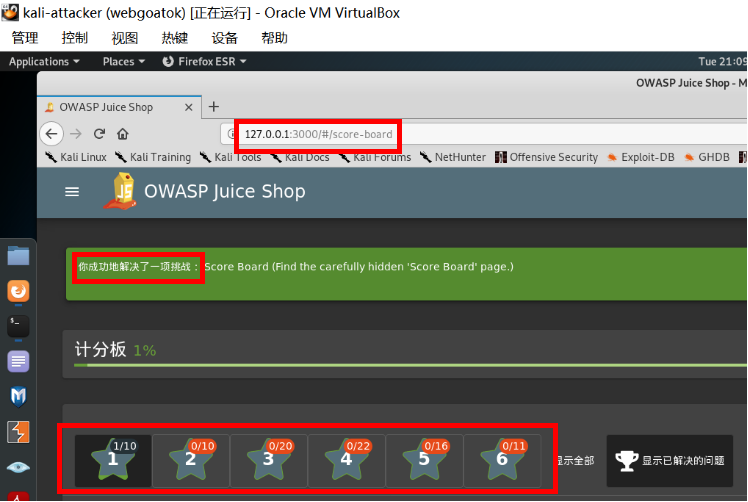 kali-attacker (webgoatok) [正在运行] - Oracle VM VirtualBox
管理 控制 视图 热键 设备 帮助
Applications Places Firefox ESR Tue 21:09
OWASP Juice Shop - M
OWASP Juice Shop
127.0.0.1:3000/#/score-board
Kali Linux Kali Training Kali Tools Kali Docs Kali Forums NetHunter Offensive Security Exploit-DB GHDB
OWASP Juice Shop
你成功地解决了一项挑战: Score Board (Find the carefully hidden 'Score Board' page.)
计分板 1%
1/10 0/10 0/20 0/22 0/16 0/11
1 2 3 4 5 6 显示全部 显示已解决的问题